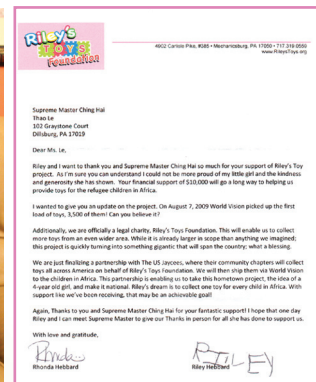 Riley's
TOYS
Foundation
4902 Carlisle Pike, #385 • Mechanicsburg, PA 17050 • 717.318.0559
www.RileysToys.org
Supreme Master Ching Hai
Thao Le
102 Graystone Court
Dillsburg, PA 17019
Dear Ms. Le,
Riley and I want to thank you and Supreme Master Ching Hai so much for your support of Riley's Toy
project. As I'm sure you can understand I could not be more proud of my little girl and the kindness
and generosity she has shown. Your financial support of $10,000 will go a long way to helping us
provide toys for the refugee children in Africa.
I wanted to give you an update on the project. On August 7, 2009 World Vision picked up the first
load of toys, 3,500 of them! Can you believe it?
Additionally, we are officially a legal charity, Riley's Toys Foundation. This will enable us to collect
more toys from an even wider area. While it is already larger in scope than anything we imagined;
this project is quickly turning into something gigantic that will span the country; what a blessing.
We are just finalizing a partnership with The US Jaycees, where their community chapters will collect
toys all across America on behalf of Riley's Toys Foundation. We will then ship them via World Vision
to the children in Africa. This partnership is enabling us to take this hometown project, the idea of a
4-year old girl, and make it national. Riley's dream is to collect one toy for every child in Africa. With
support like we've been receiving, that may be an achievable goal!
Again, Thanks to you and Supreme Master Ching Hai for your fantastic support! I hope that one day
Riley and I can meet Supreme Master to give our Thanks in person for all she has done to support us.
With love and gratitude,
Rhonda RILEY
Rhonda Hebbard Riley Hebbard